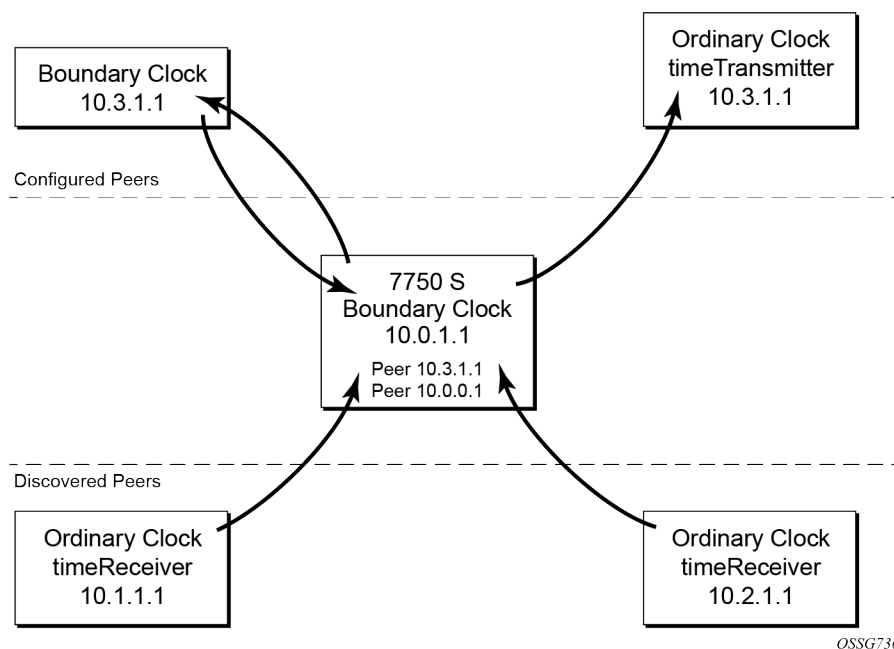 Boundary Clock
10.3.1.1
Ordinary Clock
timeTransmitter
10.3.1.1
Configured Peers
7750 S
Boundary Clock
10.0.1.1
Peer 10.3.1.1
Peer 10.0.0.1
Discovered Peers
Ordinary Clock
timeReceiver
10.1.1.1
Ordinary Clock
timeReceiver
10.2.1.1
OSSG736